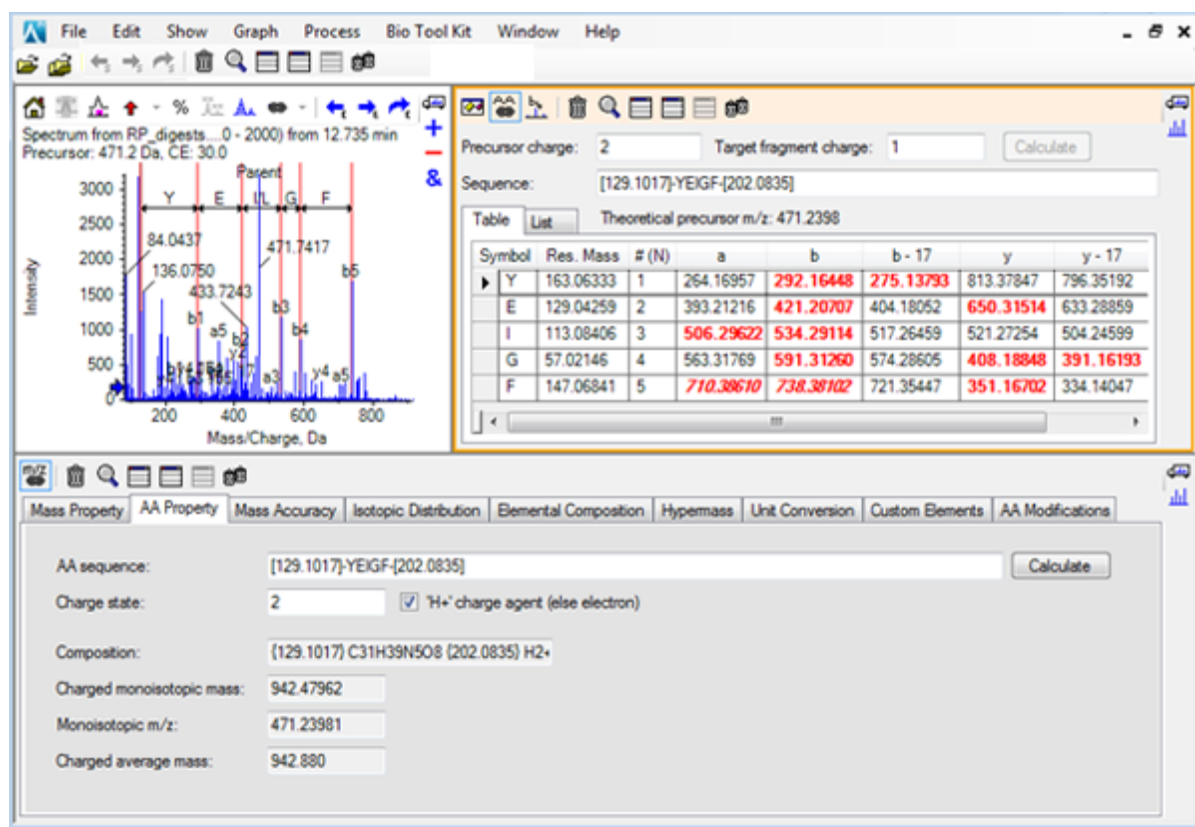 File Edit Show Graph Process Bio Tool Kit Window Help
Spectrum from RP_digests....0 - 2000) from 12.735 min
Precursor: 471.2 Da, CE: 30.0
Parent
Y E I/L G F
3000
2500
2000
1500
1000
500
0
Intensity
84.0437
136.0750
471.7417
433.7243
b5
b3
b1
a5
b2
b4
y2
a3
y4
a5
200 400 600 800
Mass/Charge, Da
Precursor charge: 2 Target fragment charge: 1 Calculate
Sequence: [129.1017]-YEIGF-[202.0835]
Table List Theoretical precursor m/z: 471.2398
Symbol Res. Mass # (N) a b b - 17 y y - 17
Y 163.06333 1 264.16957 292.16448 275.13793 813.37847 796.35192
E 129.04259 2 393.21216 421.20707 404.18052 650.31514 633.28859
I 113.08406 3 506.29622 534.29114 517.26459 521.27254 504.24599
G 57.02146 4 563.31769 591.31260 574.28605 408.18848 391.16193
F 147.06841 5 710.38610 738.38102 721.35447 351.16702 334.14047
Mass Property AA Property Mass Accuracy Isotopic Distribution Elemental Composition Hypermass Unit Conversion Custom Elements AA Modifications
AA sequence: [129.1017]-YEIGF-[202.0835] Calculate
Charge state: 2 'H+' charge agent (else electron)
Composition: {129.1017} C31H39N5O8 {202.0835} H2+
Charged monoisotopic mass: 942.47962
Monoisotopic m/z: 471.23981
Charged average mass: 942.880